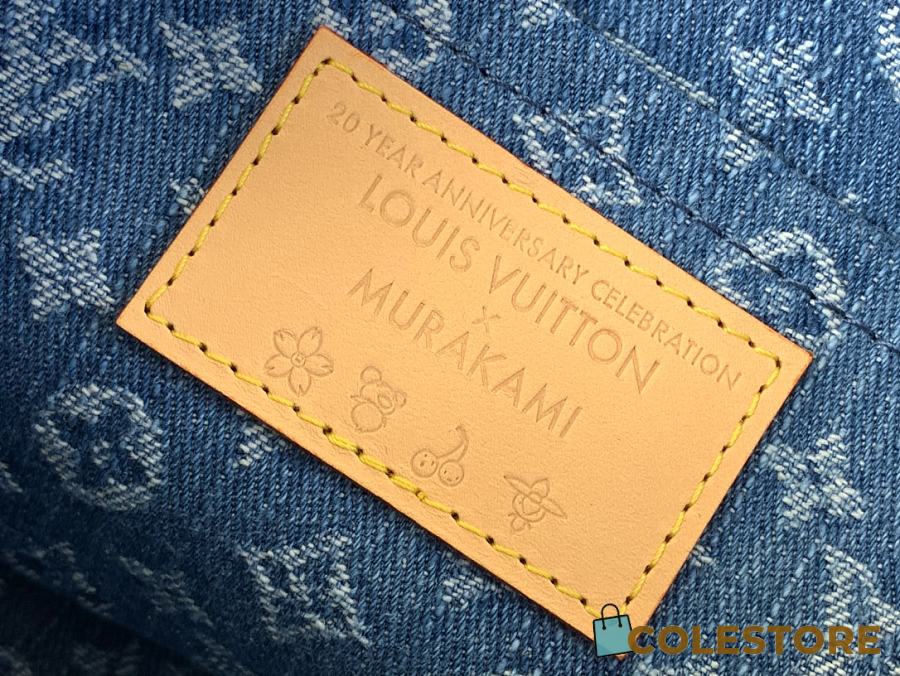 20 YEAR ANNIVERSARY CELEBRATION
LOUIS VUITTON
×
MURAKAMI
COLESTORE